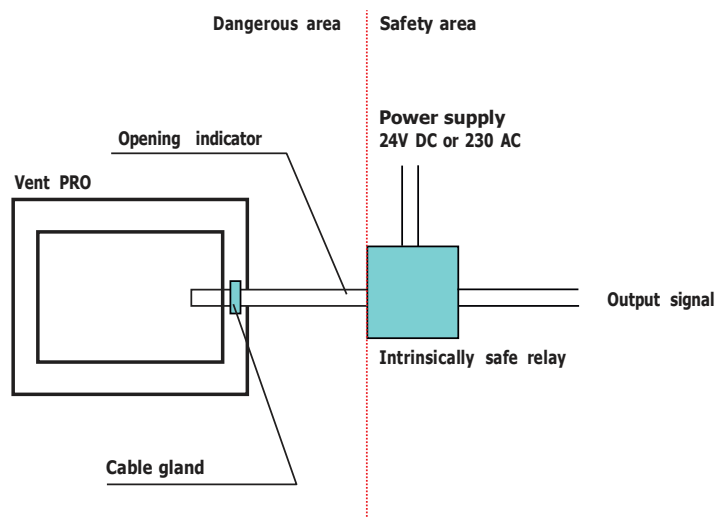 Dangerous area
Safety area
Power supply
24V DC or 230 AC
Opening indicator
Vent PRO
Output signal
Intrinsically safe relay
Cable gland